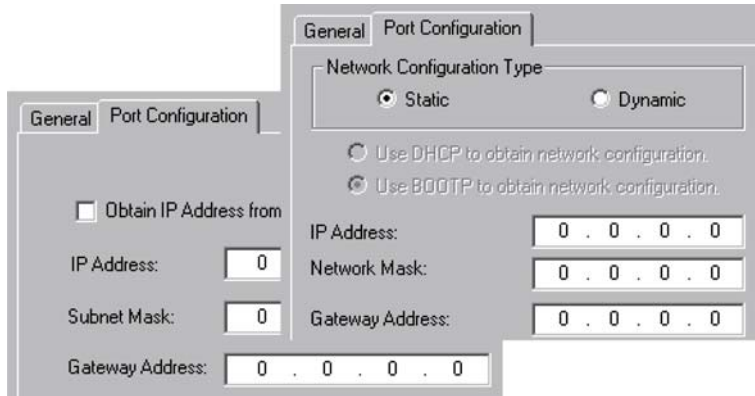 General Port Configuration
Network Configuration Type
Static Dynamic
Use DHCP to obtain network configuration.
Use BOOTP to obtain network configuration.
IP Address: 0 . 0 . 0 . 0
Network Mask: 0 . 0 . 0 . 0
Gateway Address: 0 . 0 . 0 . 0
General Port Configuration
Obtain IP Address from
IP Address: 0
Subnet Mask: 0
Gateway Address: 0 . 0 . 0 . 0